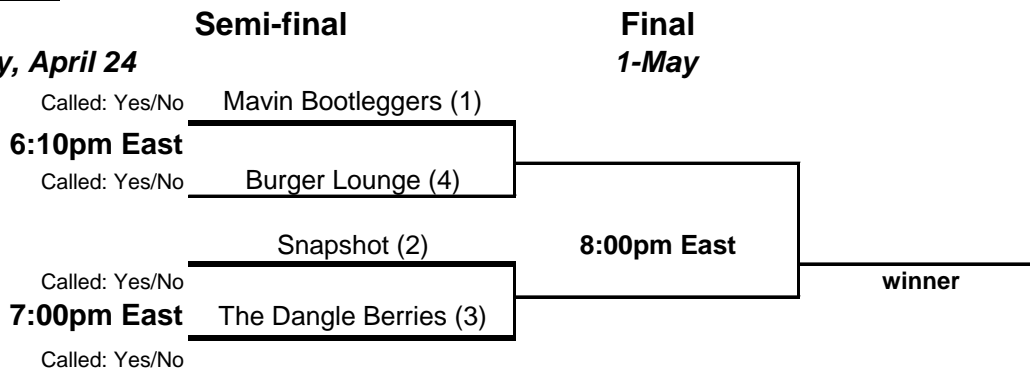 Semi-final Final
y, April 24 1-May
Called: Yes/No Mavin Bootleggers (1)
6:10pm East
Called: Yes/No Burger Lounge (4)
Snapshot (2) 8:00pm East
Called: Yes/No winner
7:00pm East The Dangle Berries (3)
Called: Yes/No